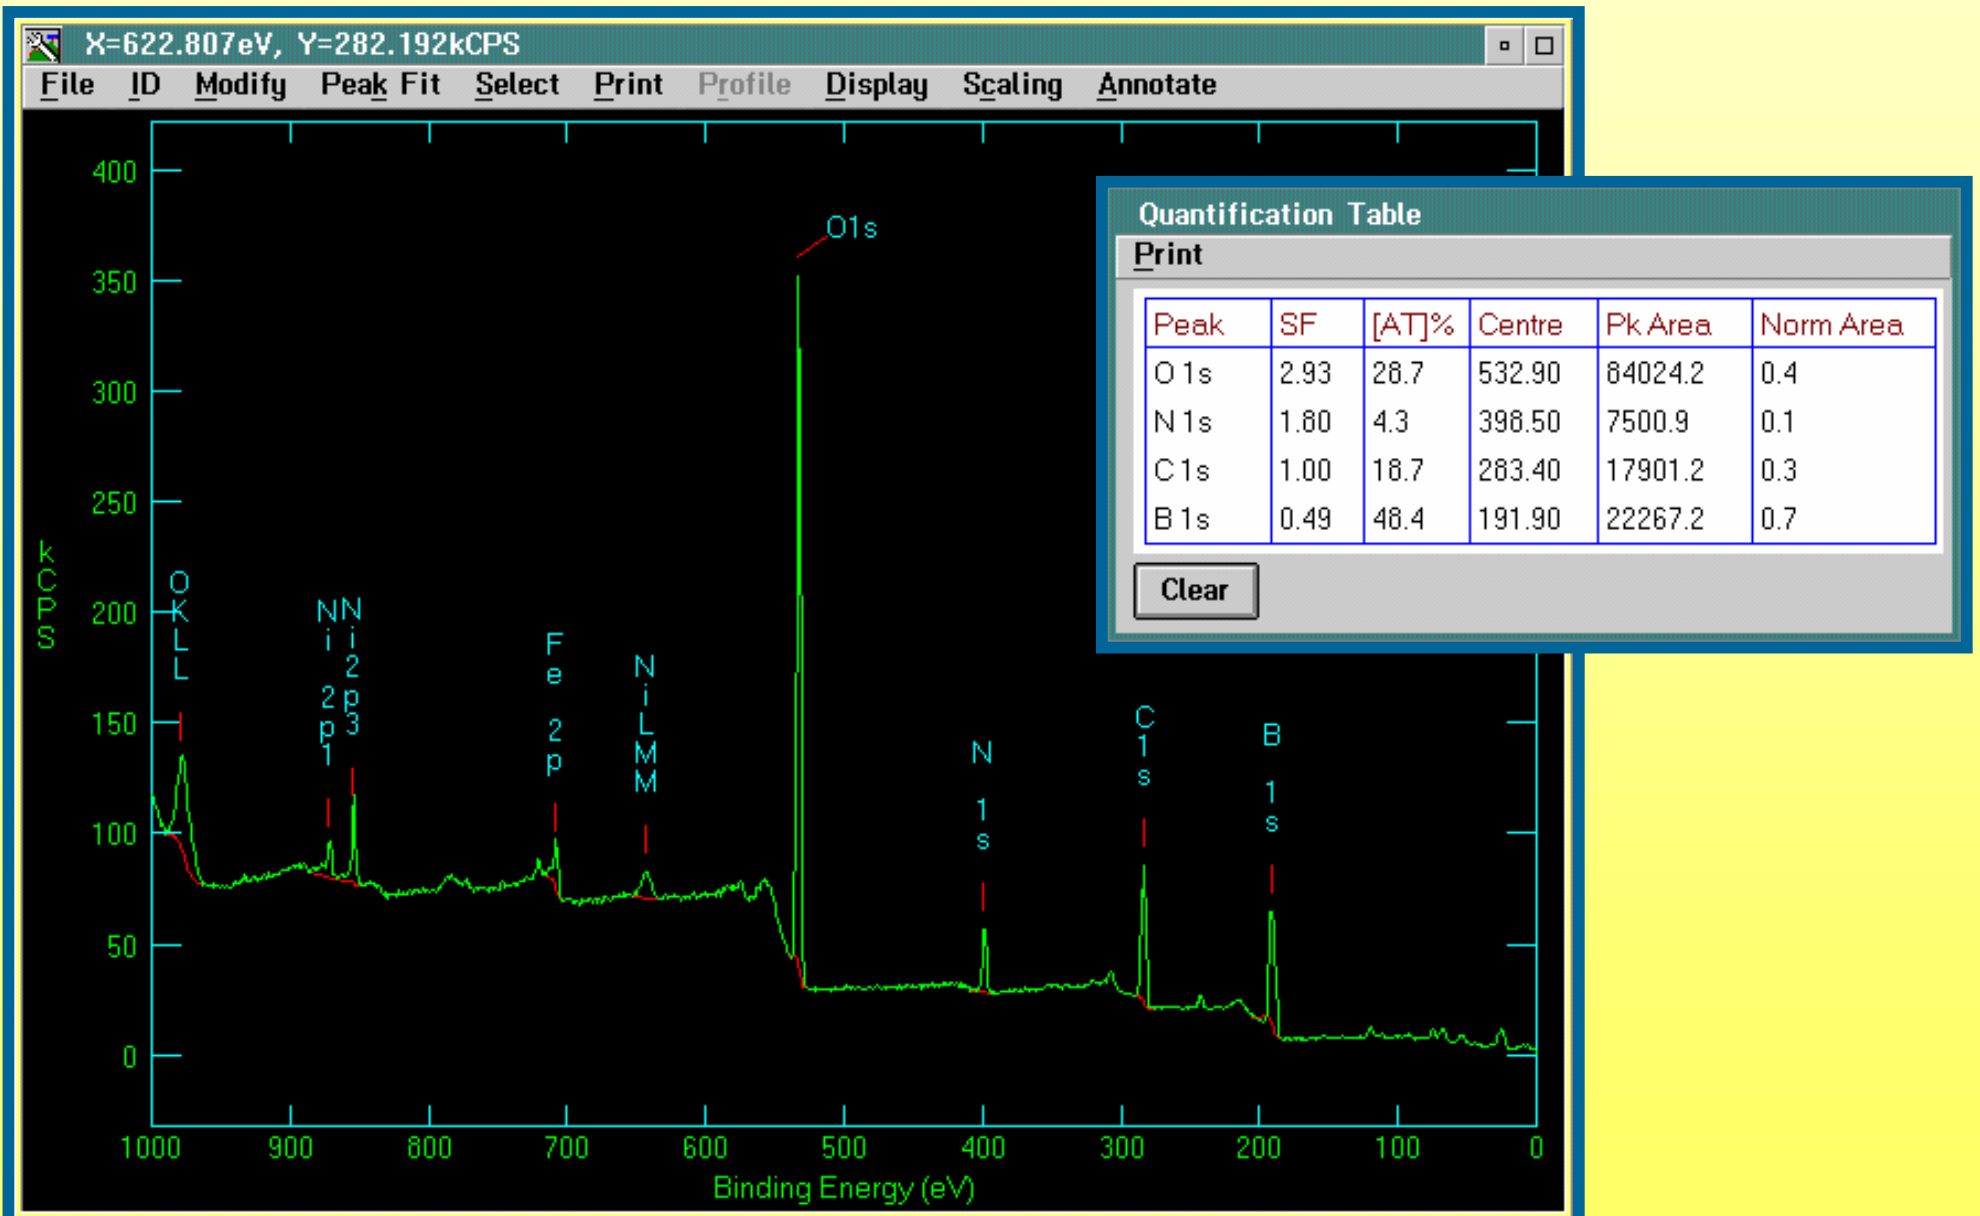 X=622.807eV, Y=282.192kCPS
File ID Modify Peak Fit Select Print Profile Display Scaling Annotate
400
350
300
250
200
150
100
50
0
kCPS
O KLL
Ni 2p1
Ni2p3
Fe 2p
Ni LMM
O1s
N 1s
C1s
B 1s
1000 900 800 700 600 500 400 300 200 100 0
Binding Energy (eV)
Quantification Table
Print
Peak SF [AT]% Centre Pk Area Norm Area
O 1s 2.93 28.7 532.90 84024.2 0.4
N 1s 1.80 4.3 398.50 7500.9 0.1
C 1s 1.00 18.7 283.40 17901.2 0.3
B 1s 0.49 48.4 191.90 22267.2 0.7
Clear